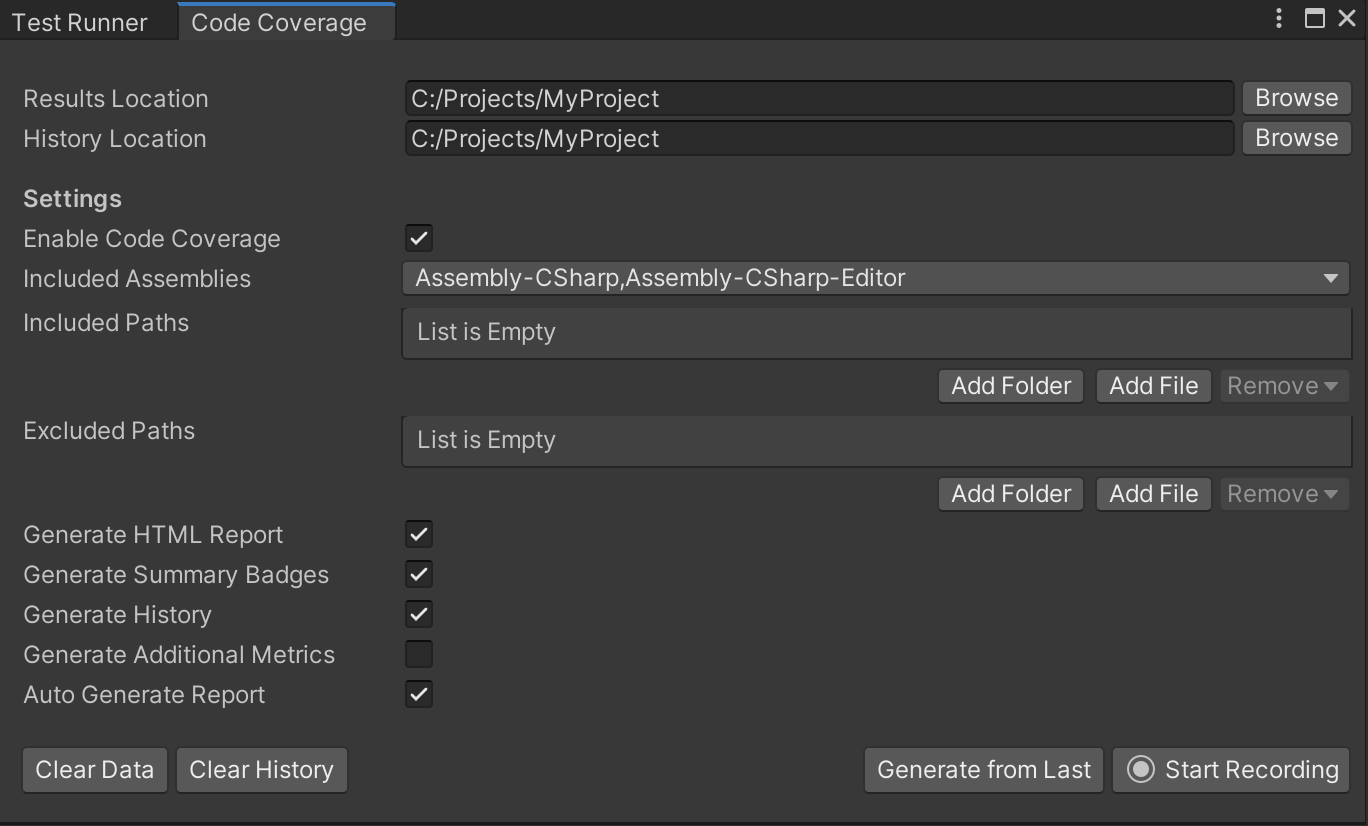 Test Runner Code Coverage
Results Location C:/Projects/MyProject Browse
History Location C:/Projects/MyProject Browse
Settings
Enable Code Coverage
Included Assemblies Assembly-CSharp,Assembly-CSharp-Editor
Included Paths List is Empty
Add Folder Add File Remove
Excluded Paths List is Empty
Add Folder Add File Remove
Generate HTML Report
Generate Summary Badges
Generate History
Generate Additional Metrics
Auto Generate Report
Clear Data Clear History Generate from Last Start Recording